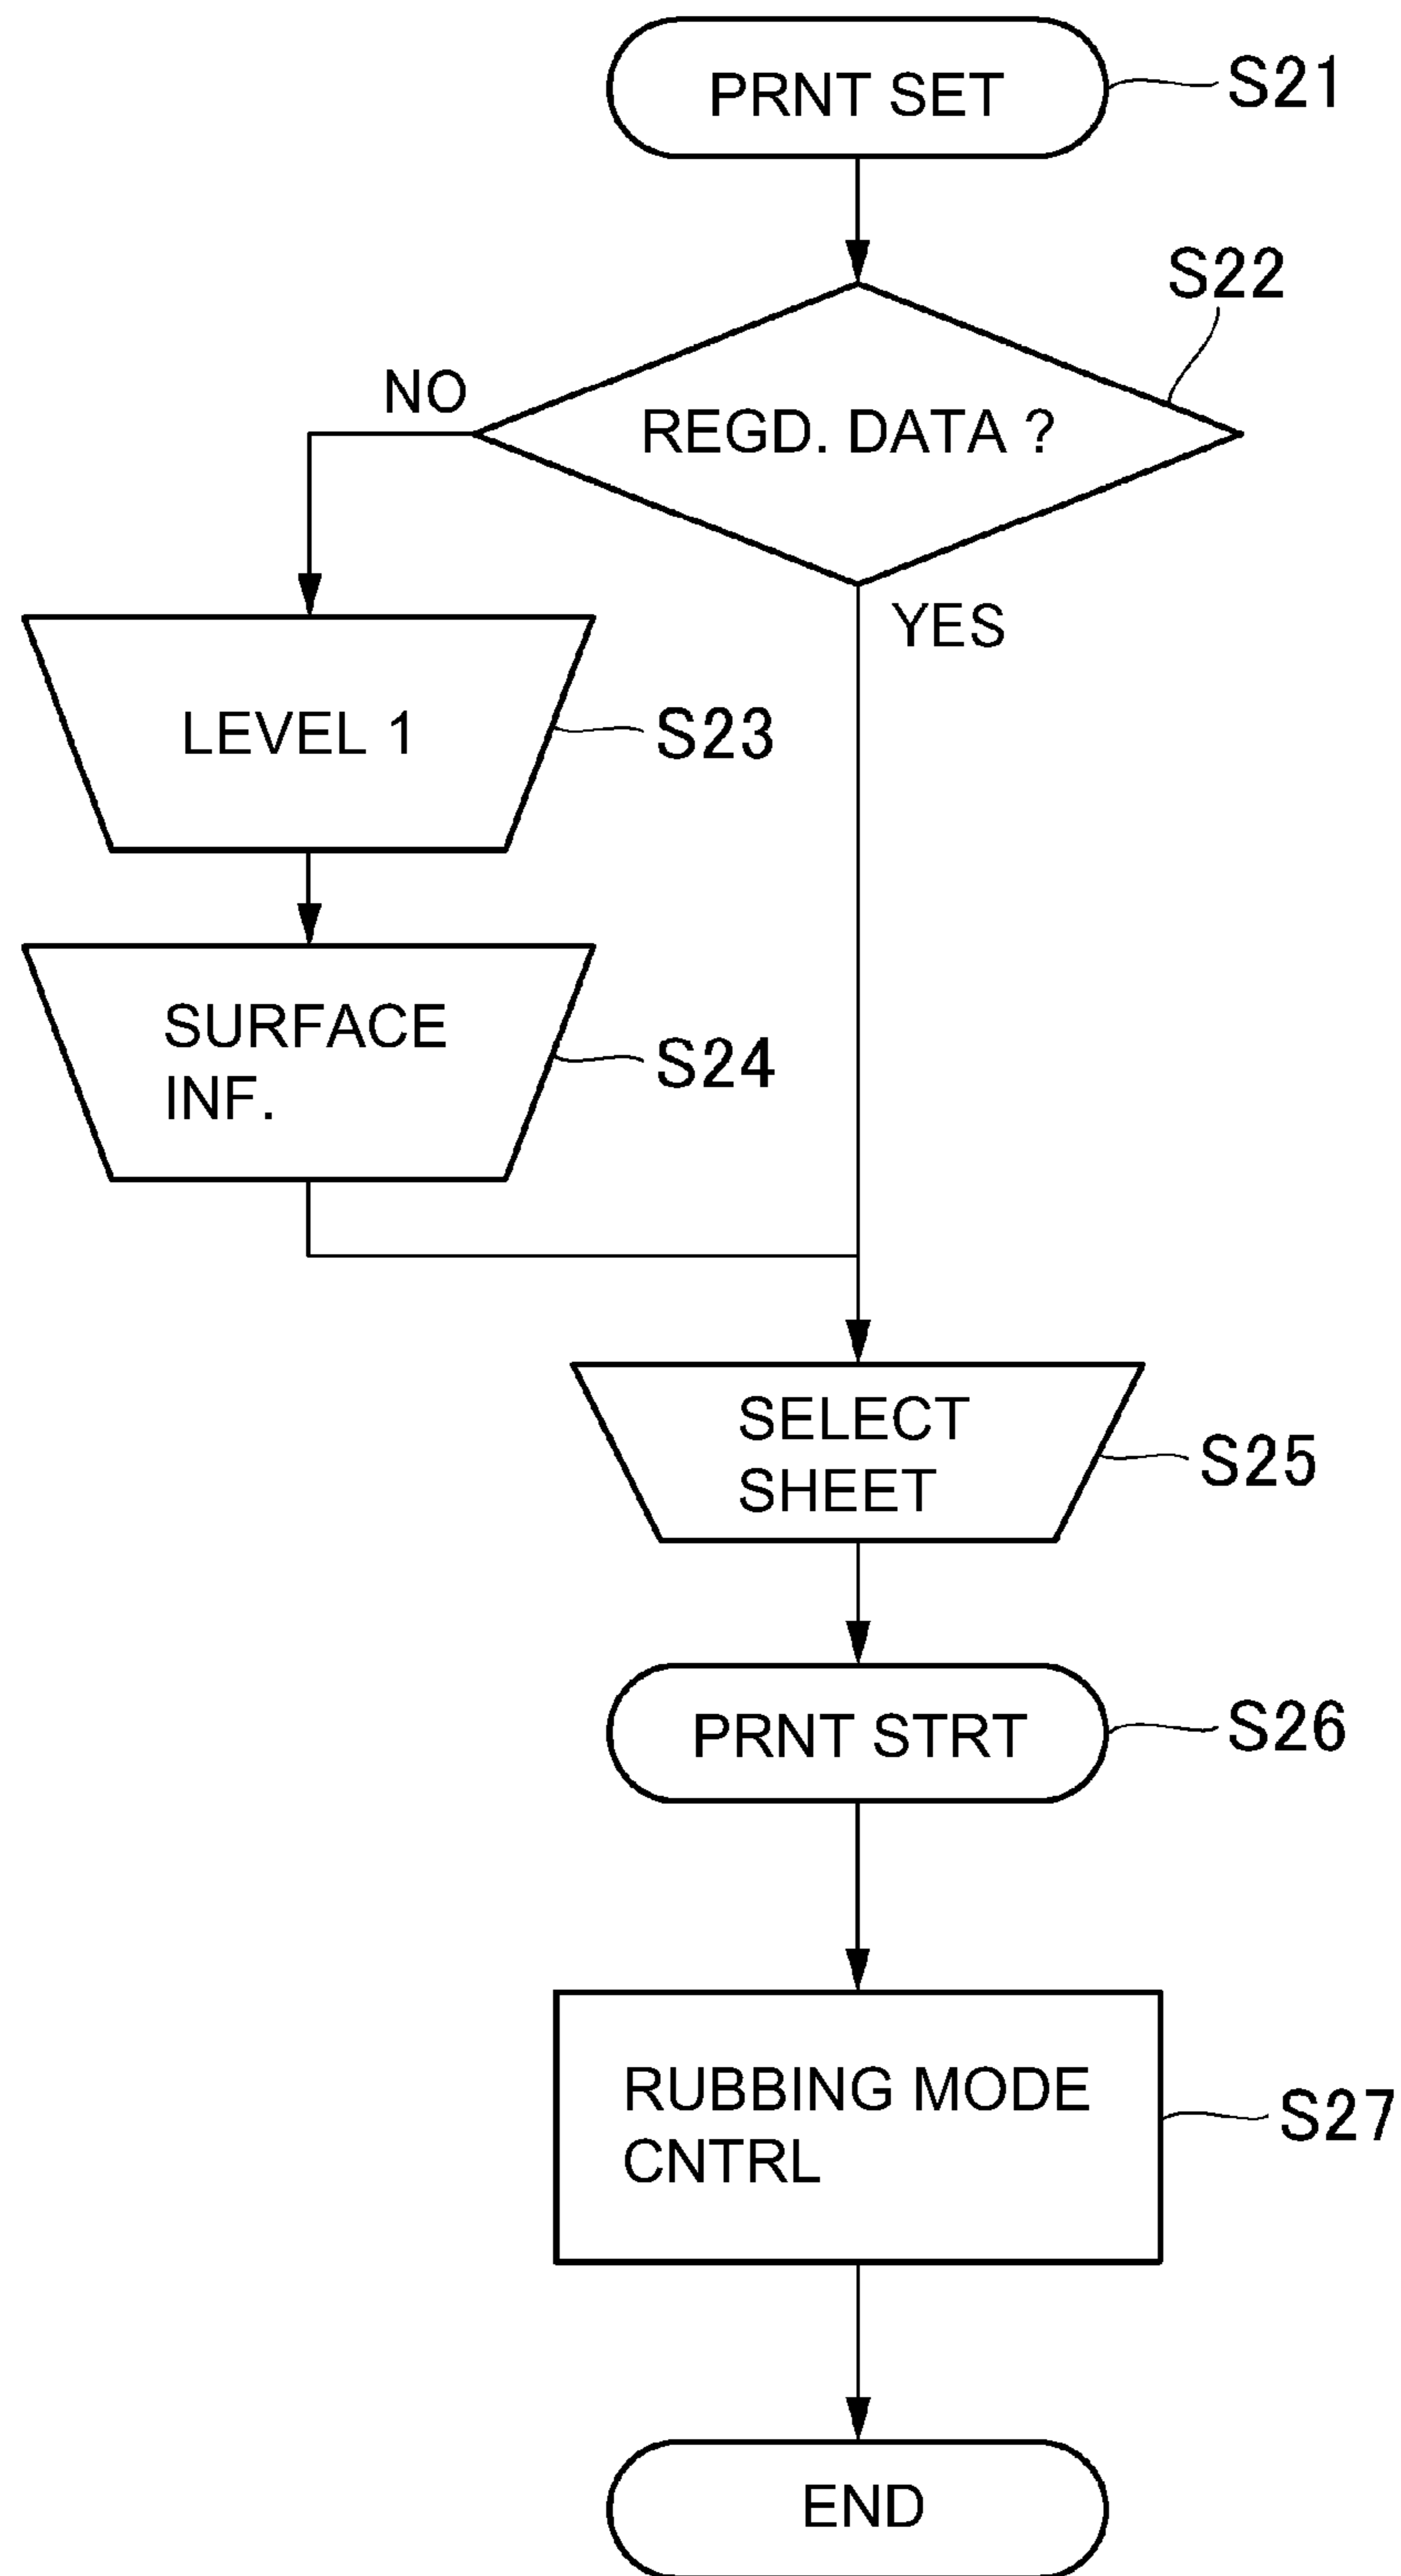 PRNT SET
S21
S22
NO
REGD. DATA ?
YES
LEVEL 1
S23
SURFACE
INF.
S24
SELECT
SHEET
S25
PRNT STRT
S26
RUBBING MODE
CNTRL
S27
END